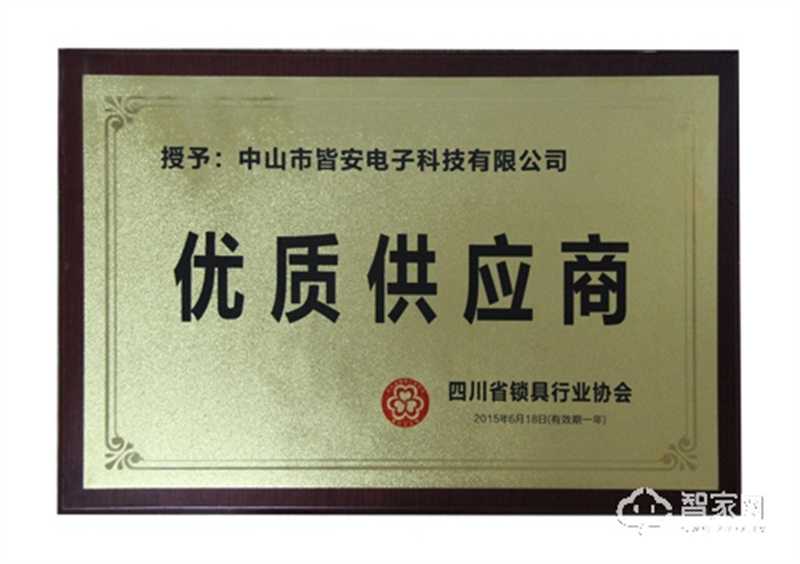 授予：中山市皆安电子科技有限公司
优质供应商
四川省锁具行业协会
2015年6月18日(有效期一年)
智家网